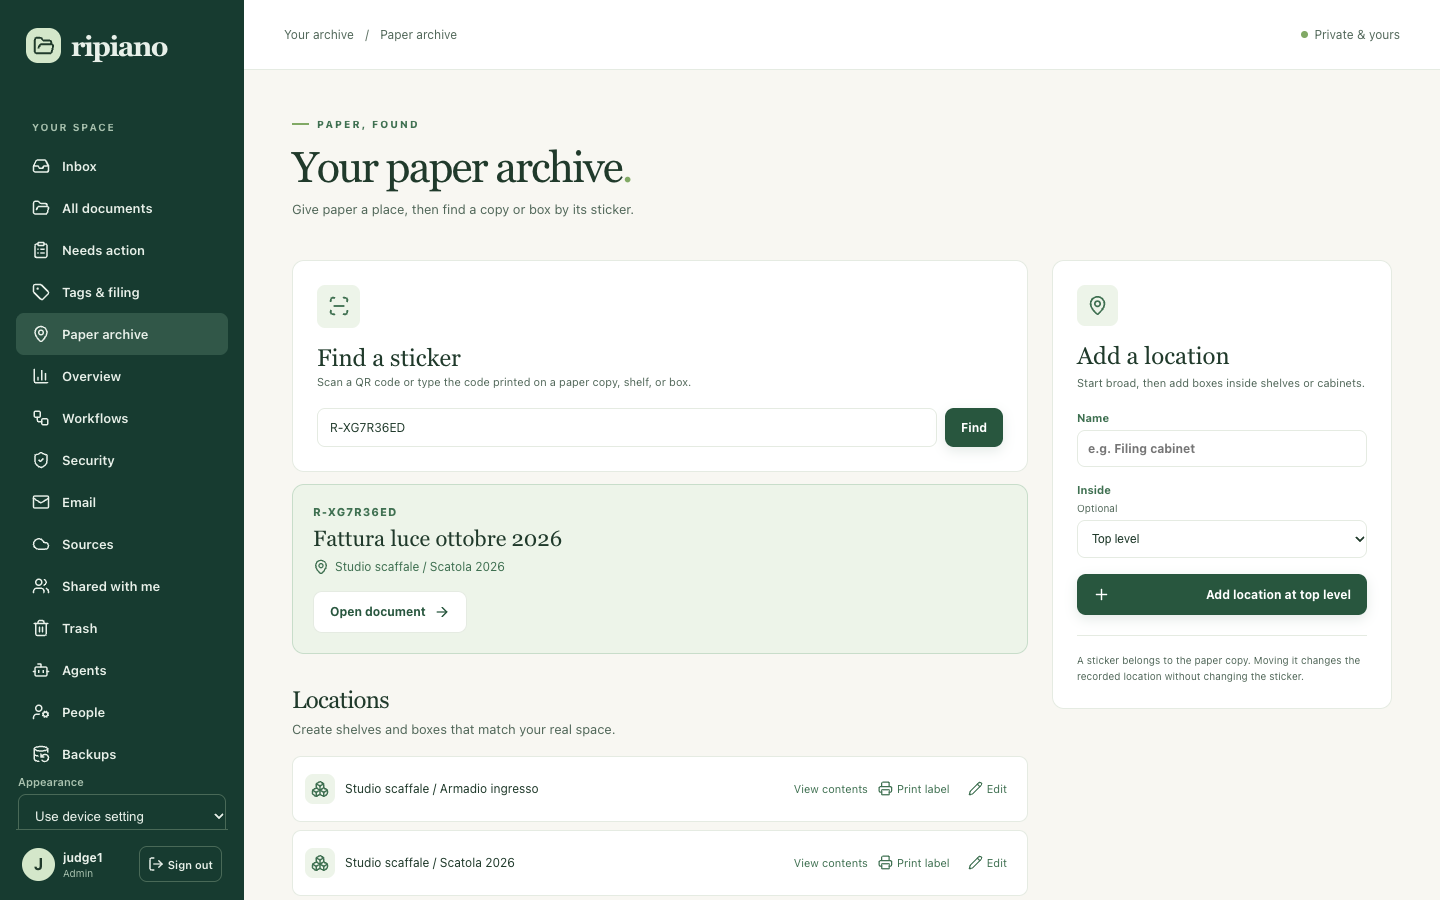 ripiano
YOUR SPACE
Inbox
All documents
Needs action
Tags & filing
Paper archive
Overview
Workflows
Security
Email
Sources
Shared with me
Trash
Agents
People
Backups
Appearance
Use device setting
J
judge1
Admin
Sign out
Your archive / Paper archive
Private & yours
PAPER, FOUND
Your paper archive.
Give paper a place, then find a copy or box by its sticker.
Find a sticker
Scan a QR code or type the code printed on a paper copy, shelf, or box.
R-XG7R36ED
Find
R-XG7R36ED
Fattura luce ottobre 2026
Studio scaffale / Scatola 2026
Open document
Locations
Create shelves and boxes that match your real space.
Studio scaffale / Armadio ingresso
View contents
Print label
Edit
Studio scaffale / Scatola 2026
View contents
Print label
Edit
Add a location
Start broad, then add boxes inside shelves or cabinets.
Name
e.g. Filing cabinet
Inside
Optional
Top level
Add location at top level
A sticker belongs to the paper copy. Moving it changes the
recorded location without changing the sticker.